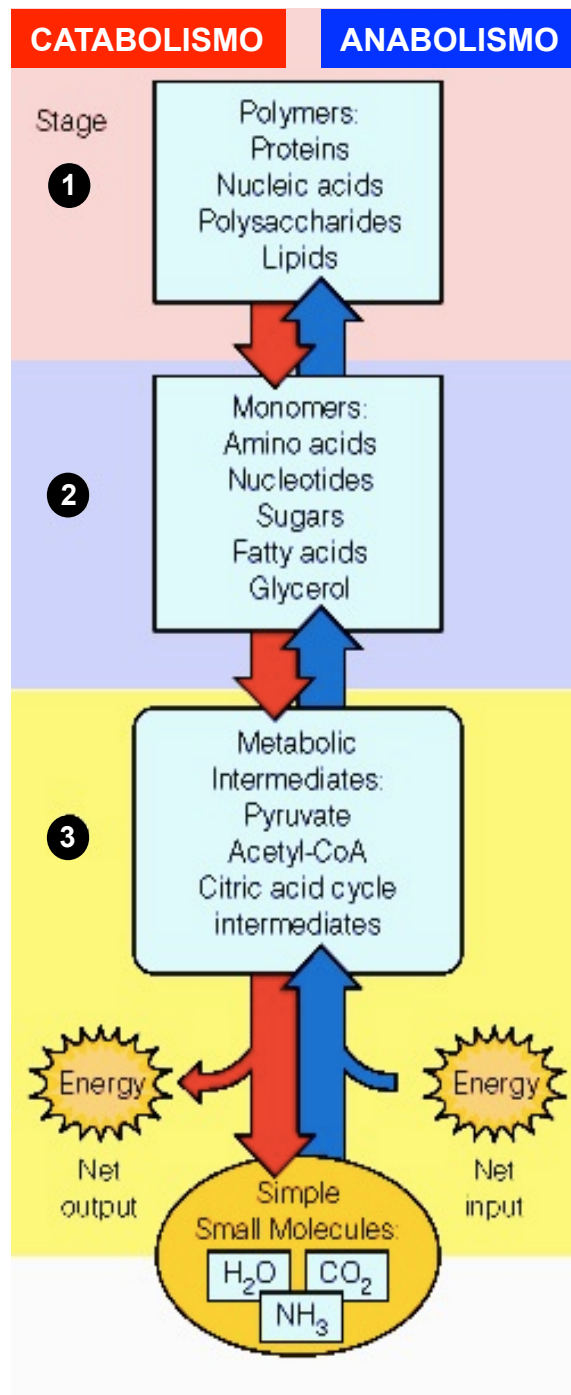 CATABOLISMO
ANABOLISMO
Stage
1
Polymers:
Proteins
Nucleic acids
Polysaccharides
Lipids
2
Monomers:
Amino acids
Nucleotides
Sugars
Fatty acids
Glycerol
3
Metabolic
Intermediates:
Pyruvate
Acetyl-CoA
Citric acid cycle
intermediates
Energy
Net
output
Energy
Net
input
Simple
Small Molecules:
H₂O
CO₂
NH₃